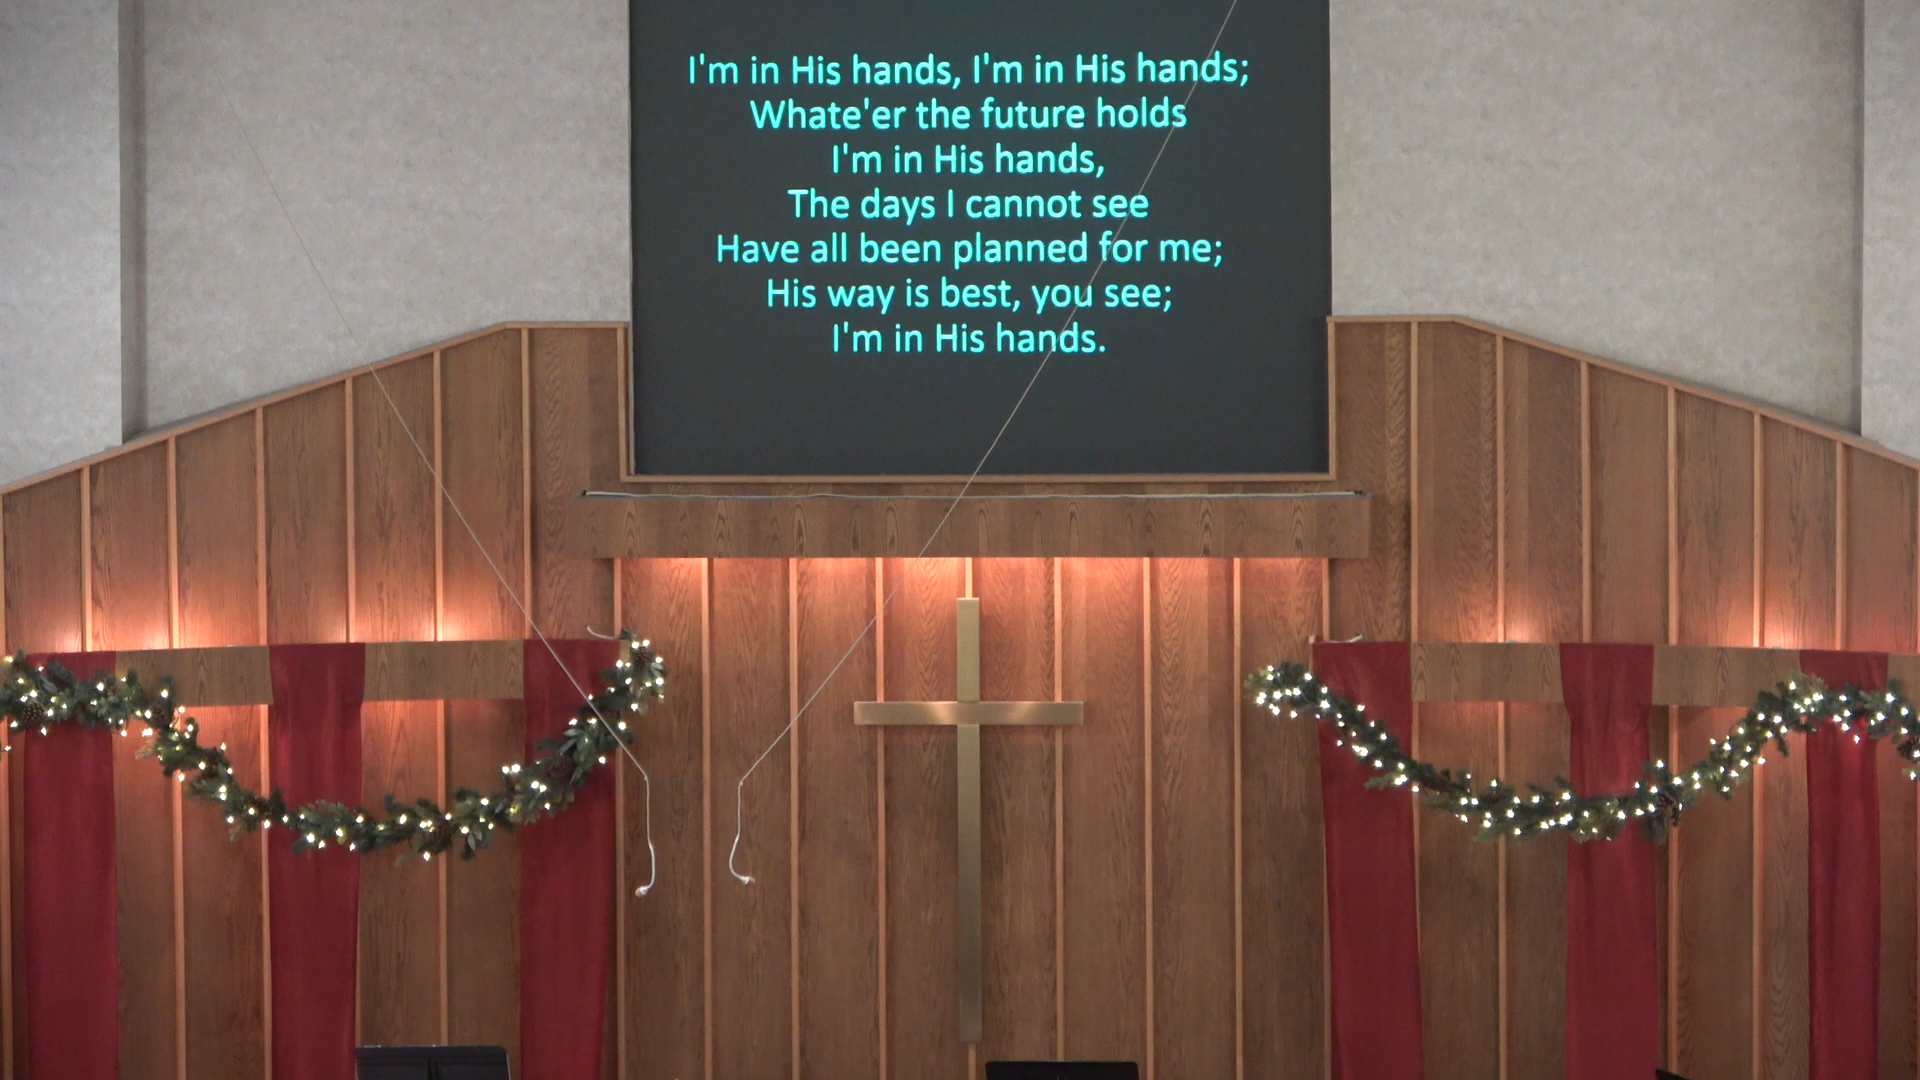 I'm in His hands, I'm in His hands;
Whate'er the future holds
I'm in His hands,
The days I cannot see
Have all been planned for me;
His way is best, you see;
I'm in His hands.